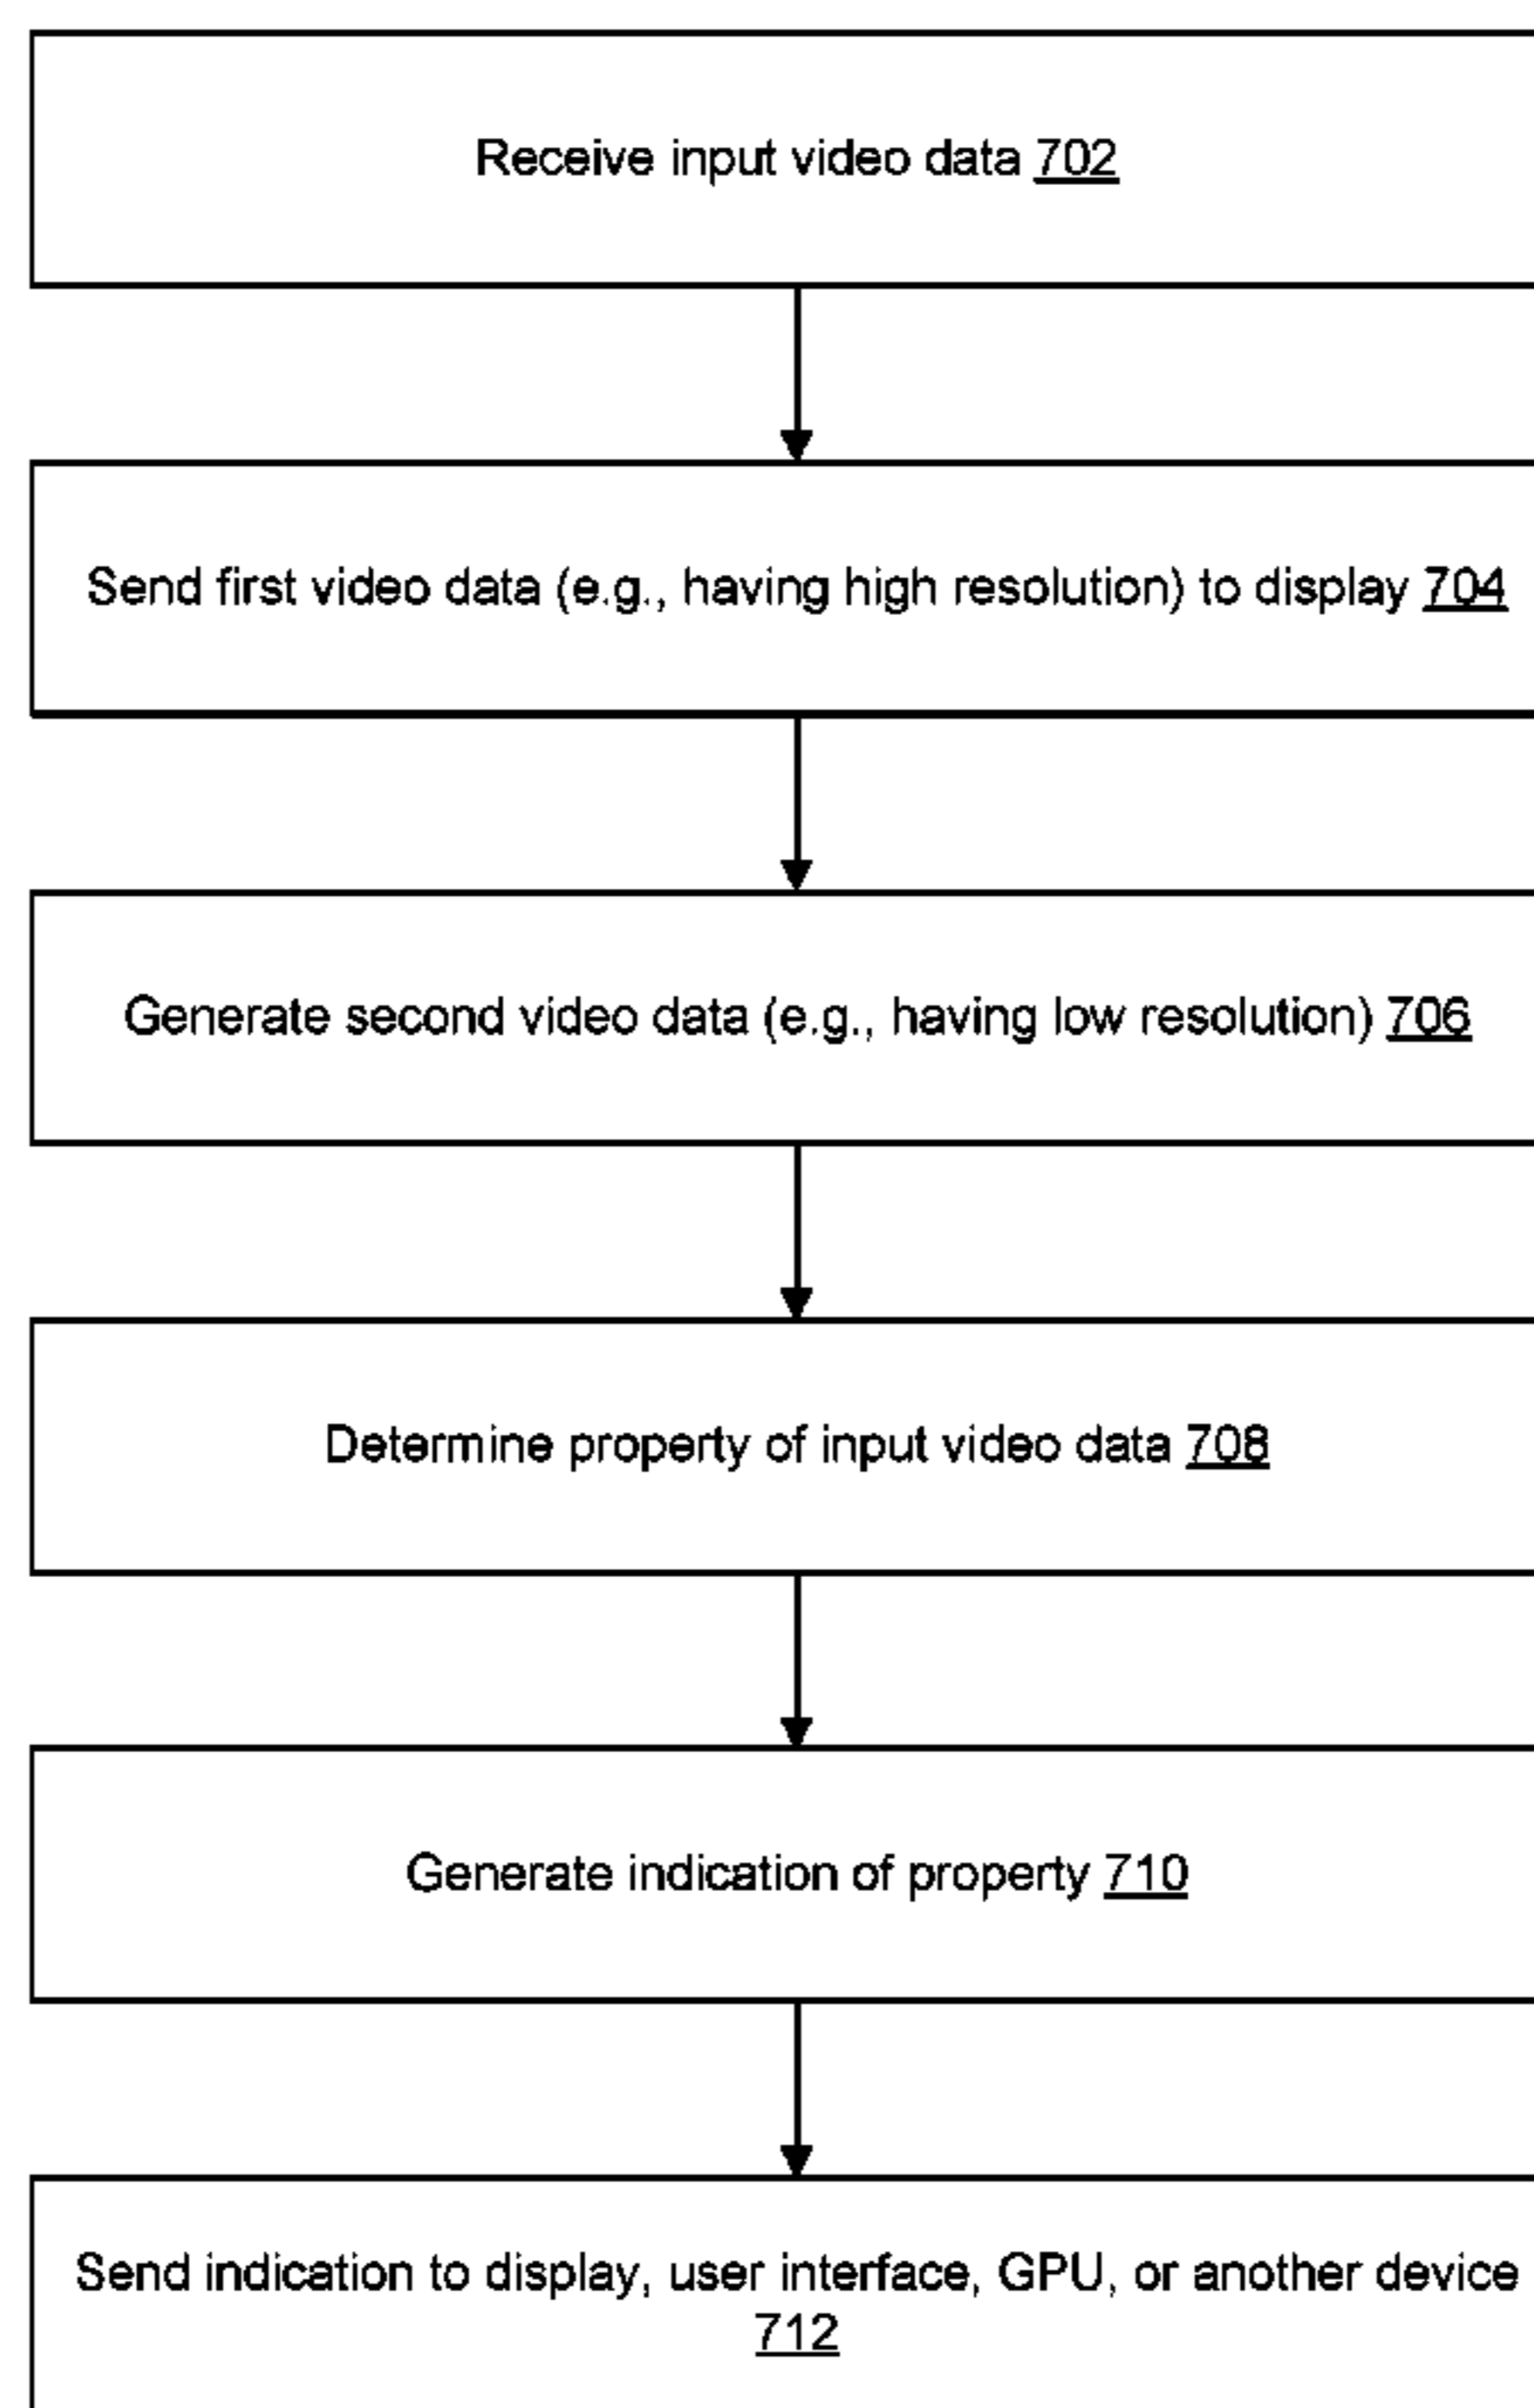 Receive input video data 702
Send first video data (e.g., having high resolution) to display 704
Generate second video data (e.g., having low resolution) 706
Determine property of input video data 708
Generate indication of property 710
Send indication to display, user interface, GPU, or another device
712